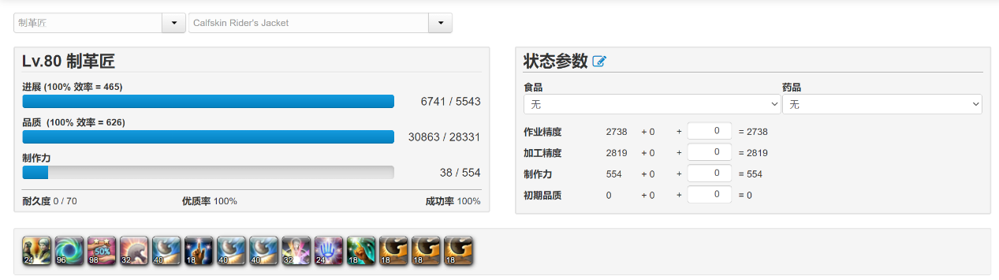 制革匠 Calfskin Rider's Jacket
Lv.80 制革匠
进展 (100% 效率 = 465)
6741 / 5543
品质 (100% 效率 = 626)
30863 / 28331
制作力
38 / 554
耐久度 0 / 70 优质率 100% 成功率 100%
状态参数
食品 药品
无 无
作业精度 2738 + 0 + 0 = 2738
加工精度 2819 + 0 + 0 = 2819
制作力 554 + 0 + 0 = 554
初期品质 0 + 0 + 0 = 0
24 96 50% 98 32 40 18 40 40 32 24 18 18 18 18